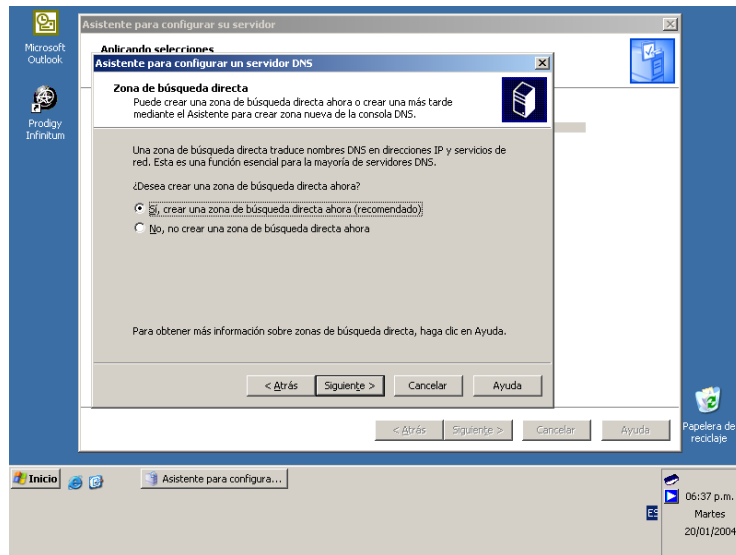 Microsoft
Outlook
Prodigy
Infinitum
Asistente para configurar su servidor
Aplicando selecciones
Asistente para configurar un servidor DNS
Zona de búsqueda directa
Puede crear una zona de búsqueda directa ahora o crear una más tarde
mediante el Asistente para crear zona nueva de la consola DNS.
Una zona de búsqueda directa traduce nombres DNS en direcciones IP y servicios de
red. Esta es una función esencial para la mayoría de servidores DNS.
¿Desea crear una zona de búsqueda directa ahora?
Sí, crear una zona de búsqueda directa ahora (recomendado)
No, no crear una zona de búsqueda directa ahora
Para obtener más información sobre zonas de búsqueda directa, haga clic en Ayuda.
< Atrás Siguiente > Cancelar Ayuda
< Atrás Siguiente > Cancelar Ayuda
Papelera de
reciclaje
Inicio
Asistente para configura...
ES
06:37 p.m.
Martes
20/01/2004